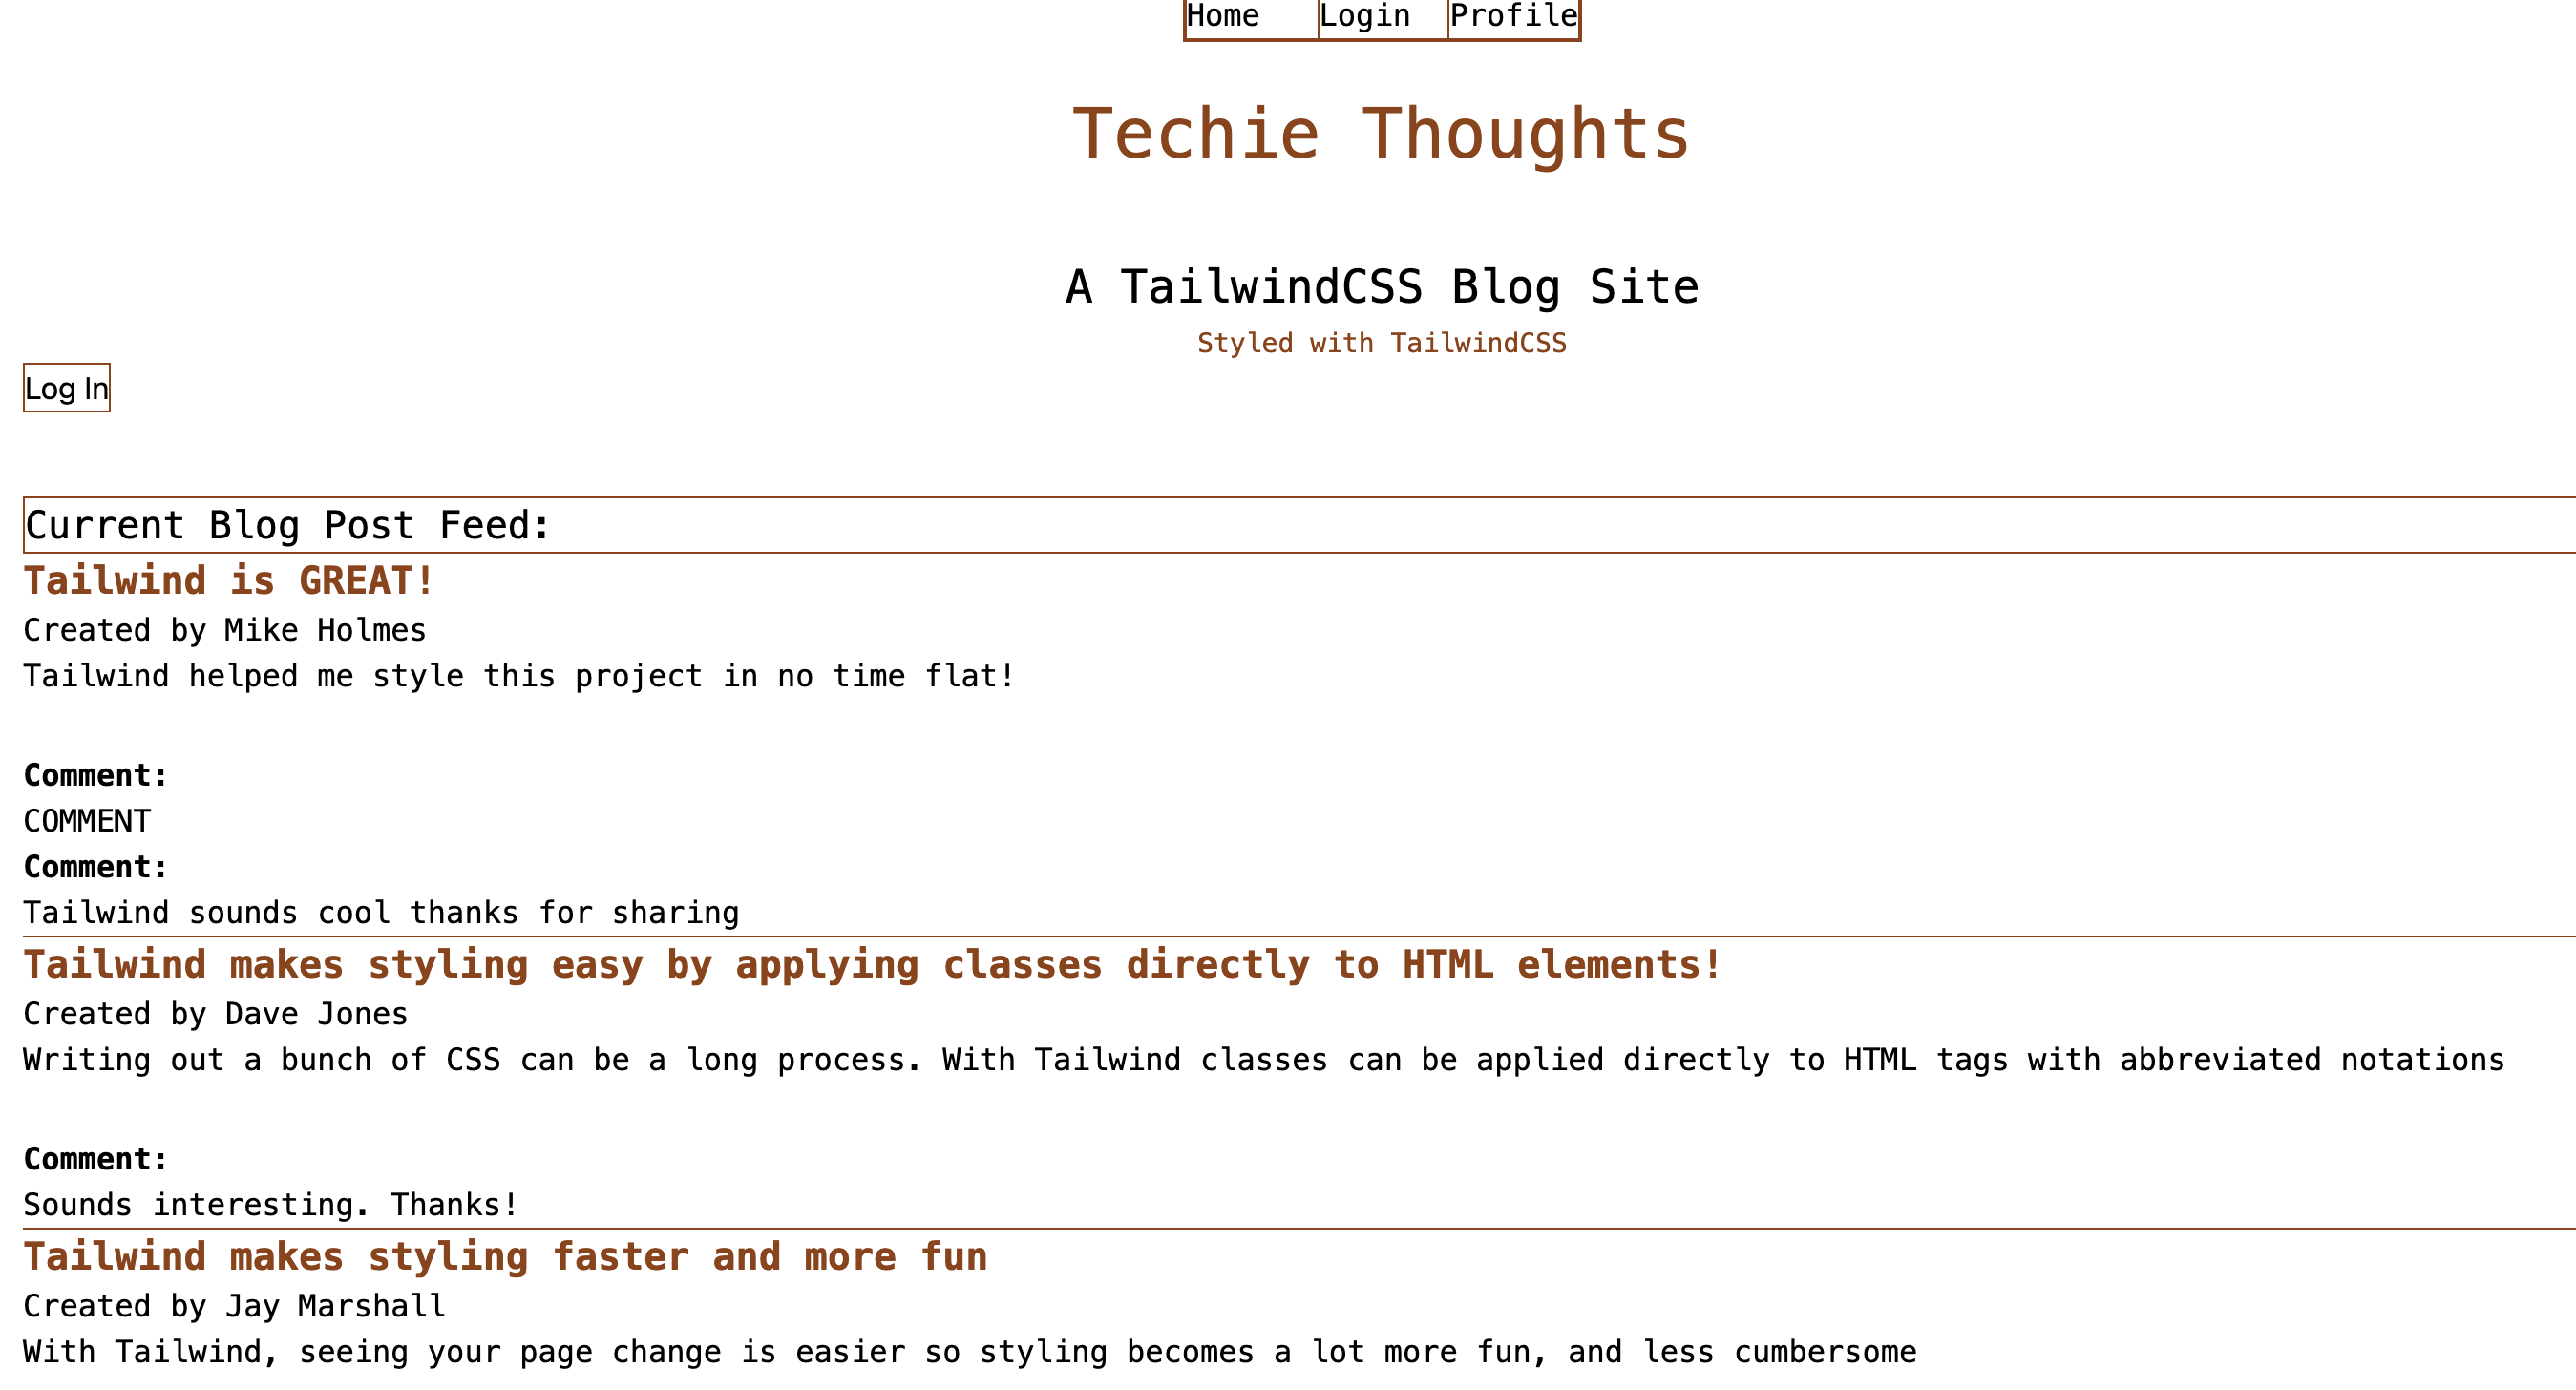 Home Login Profile
Techie Thoughts
A TailwindCSS Blog Site
Styled with TailwindCSS
Log In
Current Blog Post Feed:
Tailwind is GREAT!
Created by Mike Holmes
Tailwind helped me style this project in no time flat!
Comment:
COMMENT
Comment:
Tailwind sounds cool thanks for sharing
Tailwind makes styling easy by applying classes directly to HTML elements!
Created by Dave Jones
Writing out a bunch of CSS can be a long process. With Tailwind classes can be applied directly to HTML tags with abbreviated notations
Comment:
Sounds interesting. Thanks!
Tailwind makes styling faster and more fun
Created by Jay Marshall
With Tailwind, seeing your page change is easier so styling becomes a lot more fun, and less cumbersome